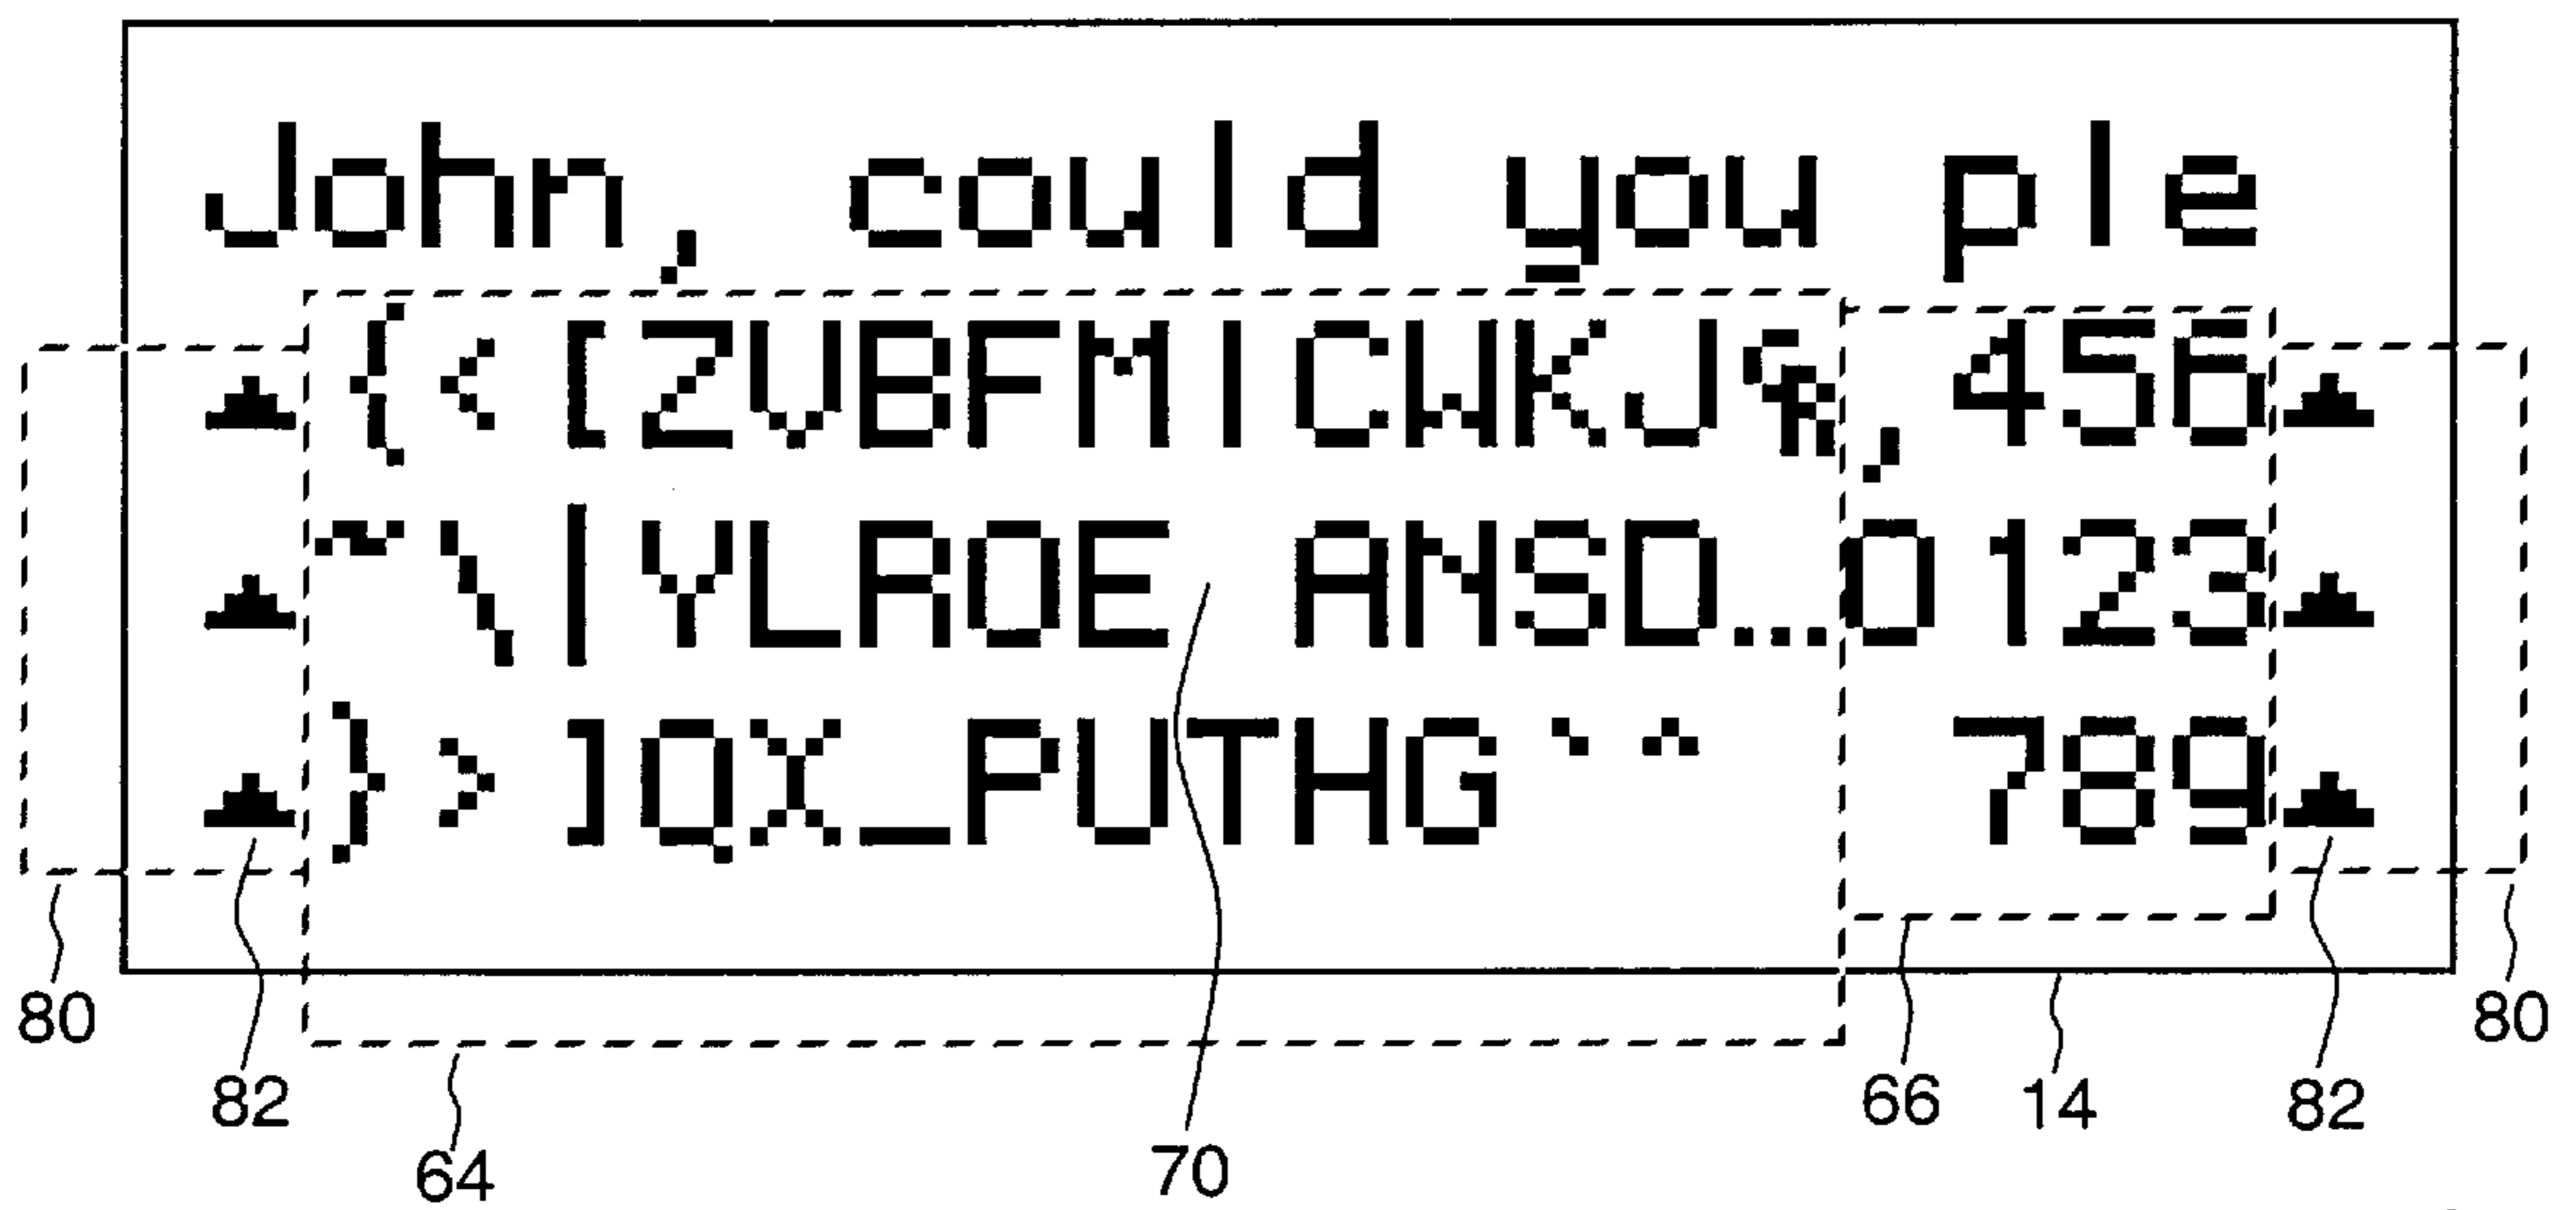 John, could you ple
{<[ZVBFMICWKJ , 456
~\|YLROE ANSD…0123
}>]QX_PUTHG`^ 789
80 82 64 70 66 14 82 80